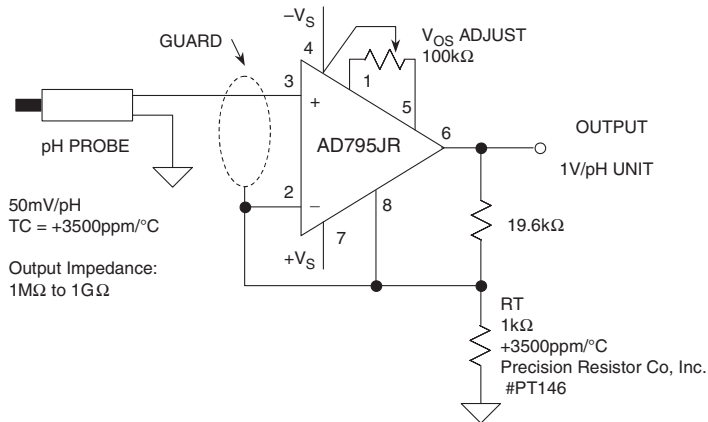 −VS
GUARD
4
VOS ADJUST
100kΩ
3
1
+
5
6
OUTPUT
AD795JR
pH PROBE
1V/pH UNIT
2
−
8
50mV/pH
TC = +3500ppm/°C
19.6kΩ
7
+VS
Output Impedance:
1MΩ to 1GΩ
RT
1kΩ
+3500ppm/°C
Precision Resistor Co, Inc.
#PT146